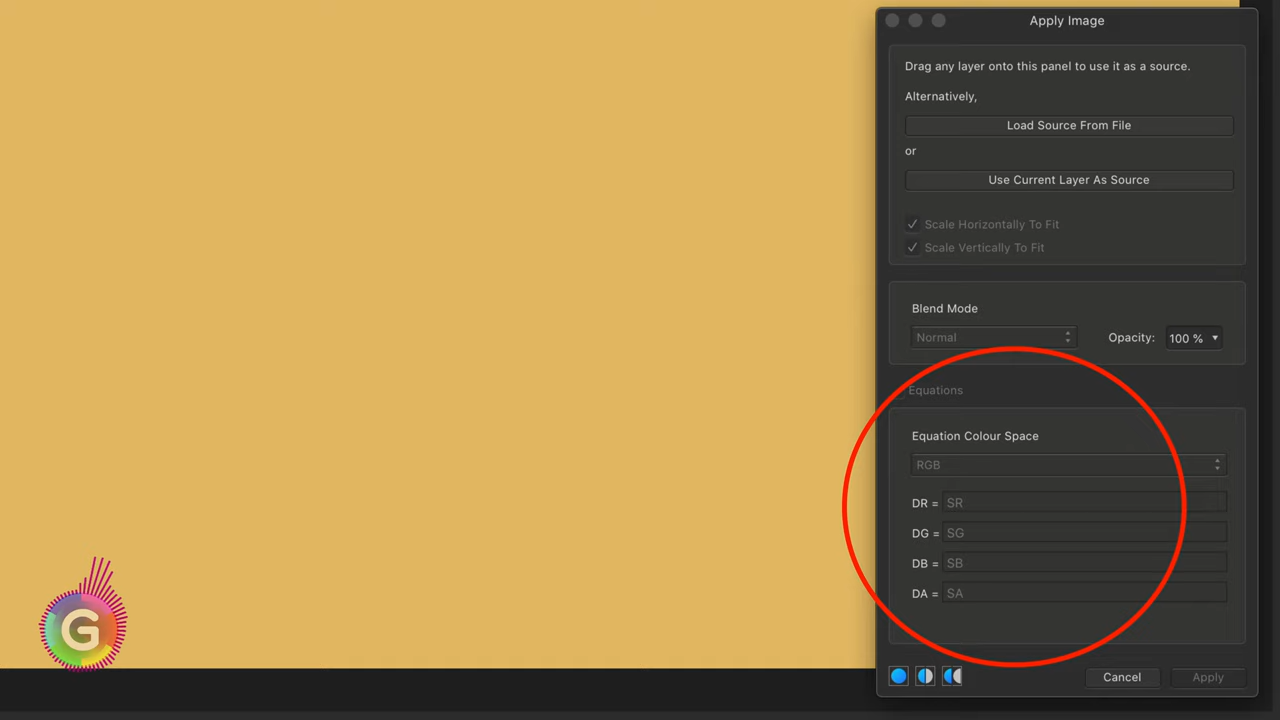 Apply Image
Drag any layer onto this panel to use it as a source.
Alternatively,
Load Source From File
or
Use Current Layer As Source
Scale Horizontally To Fit
Scale Vertically To Fit
Blend Mode
Normal
Opacity: 100 %
Equations
Equation Colour Space
RGB
DR = SR
DG = SG
DB = SB
DA = SA
Cancel
Apply
G